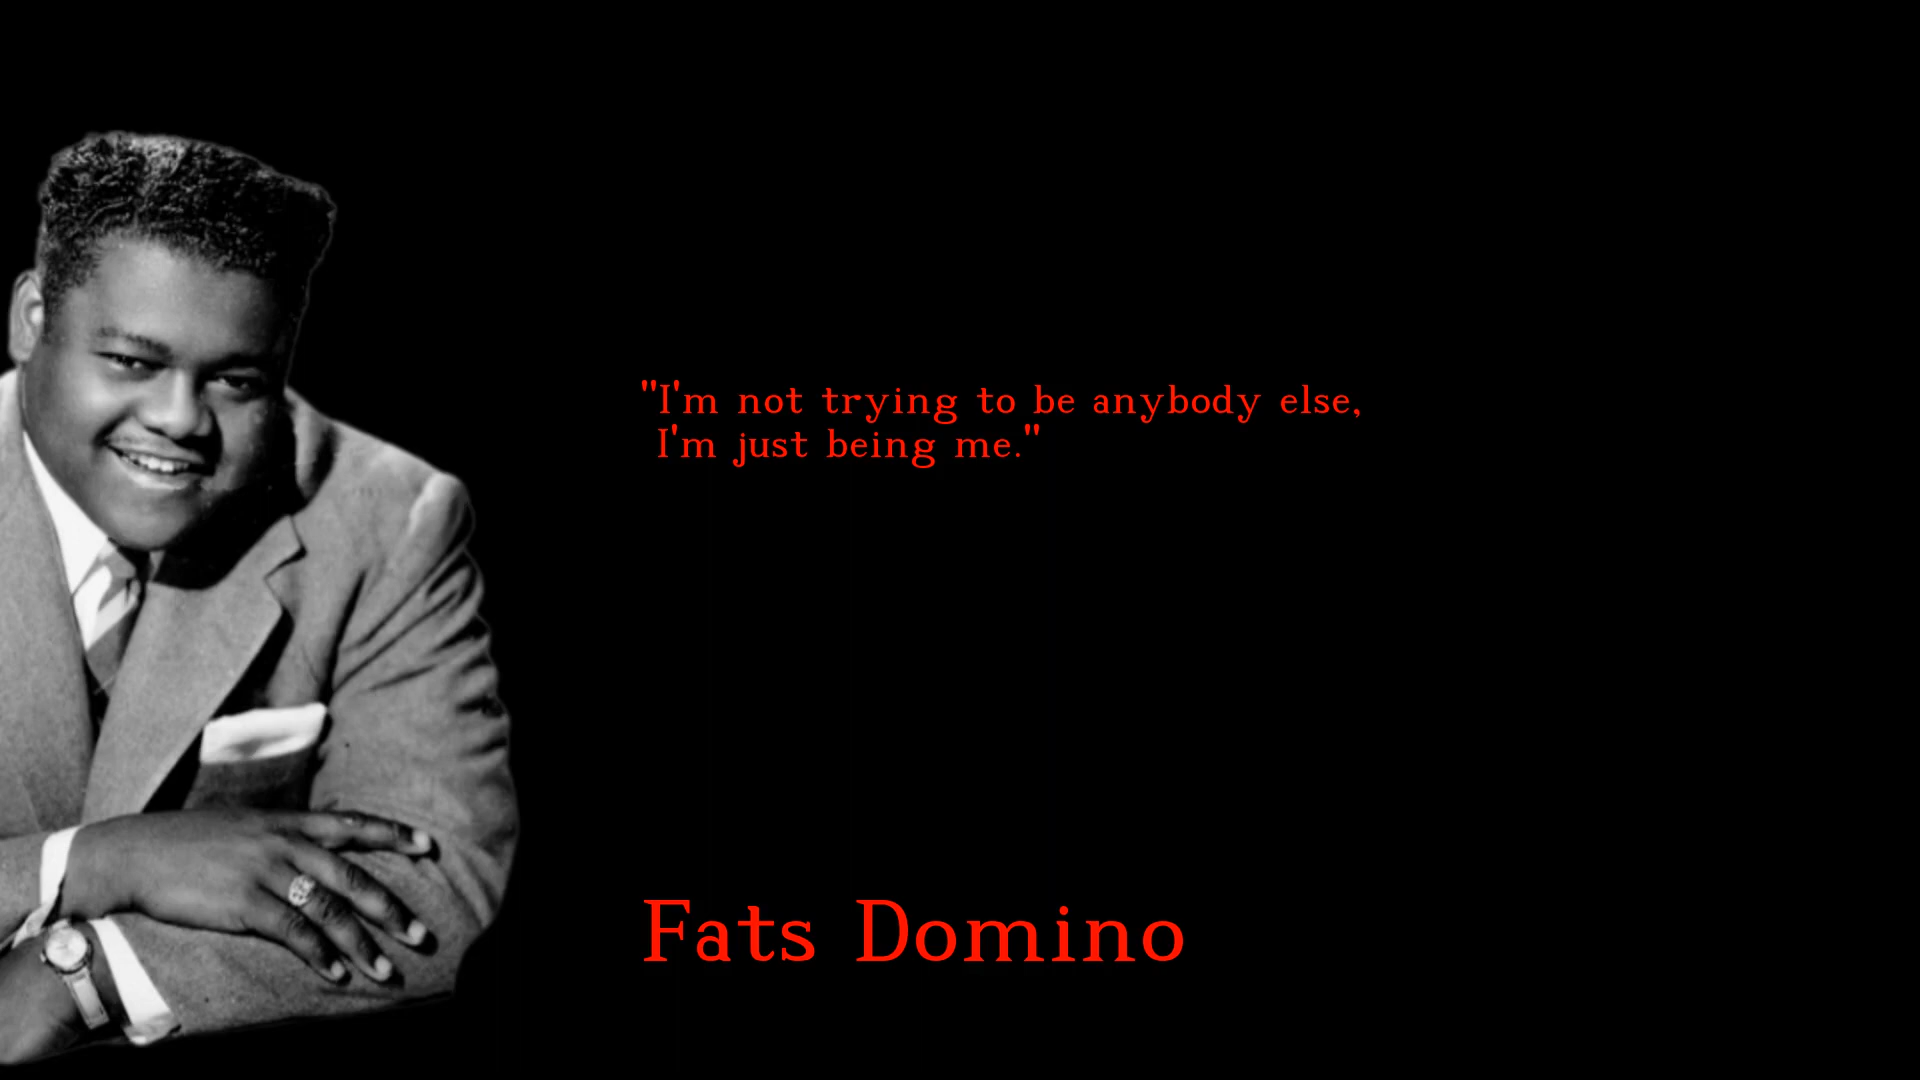 "I'm not trying to be anybody else,
I'm just being me."
Fats Domino